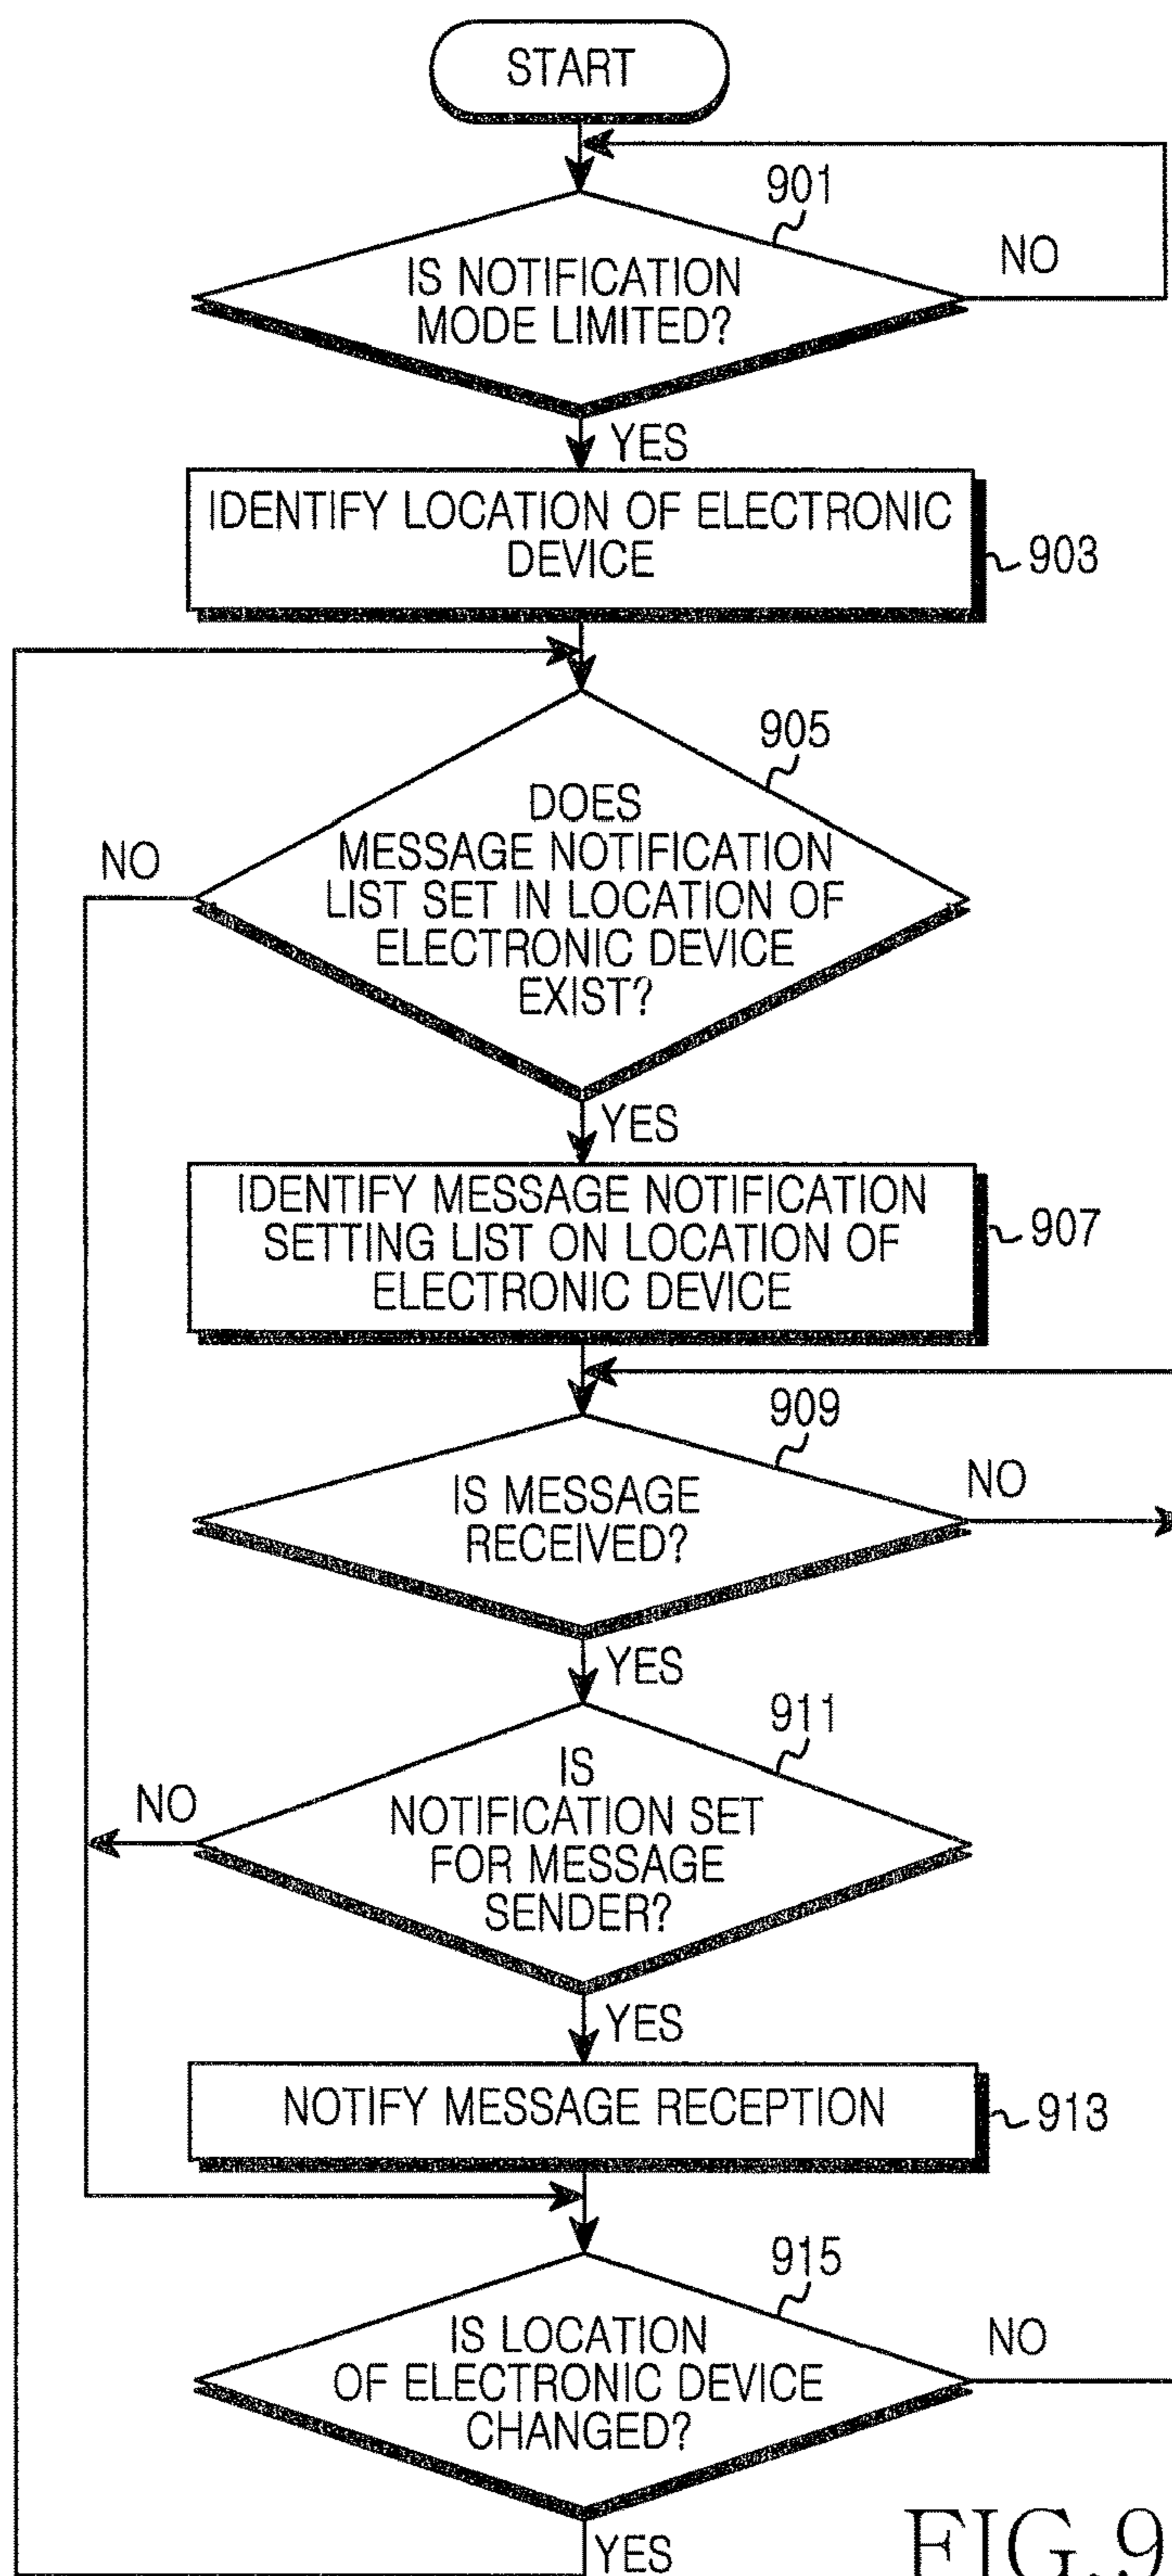 START
901
IS NOTIFICATION
MODE LIMITED?
NO
YES
IDENTIFY LOCATION OF ELECTRONIC
DEVICE
903
905
DOES
MESSAGE NOTIFICATION
LIST SET IN LOCATION OF
ELECTRONIC DEVICE
EXIST?
NO
YES
IDENTIFY MESSAGE NOTIFICATION
SETTING LIST ON LOCATION OF
ELECTRONIC DEVICE
907
909
IS MESSAGE
RECEIVED?
NO
YES
911
IS
NOTIFICATION SET
FOR MESSAGE
SENDER?
NO
YES
NOTIFY MESSAGE RECEPTION
913
915
IS LOCATION
OF ELECTRONIC DEVICE
CHANGED?
NO
YES
FIG.9